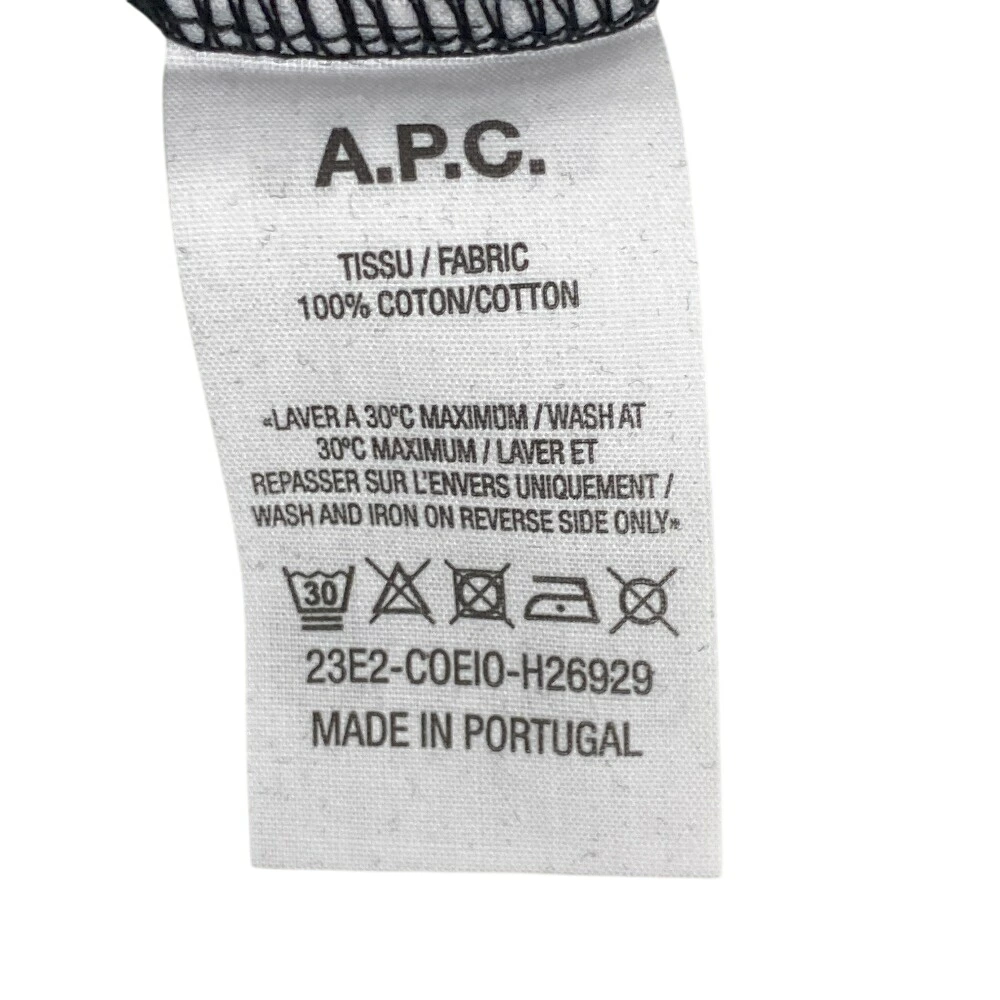 A.P.C.
TISSU / FABRIC
100% COTON/COTTON
«LAVER A 30°C MAXIMUM / WASH AT
30°C MAXIMUM / LAVER ET
REPASSER SUR L'ENVERS UNIQUEMENT /
WASH AND IRON ON REVERSE SIDE ONLY»
30
23E2-COEIO-H26929
MADE IN PORTUGAL